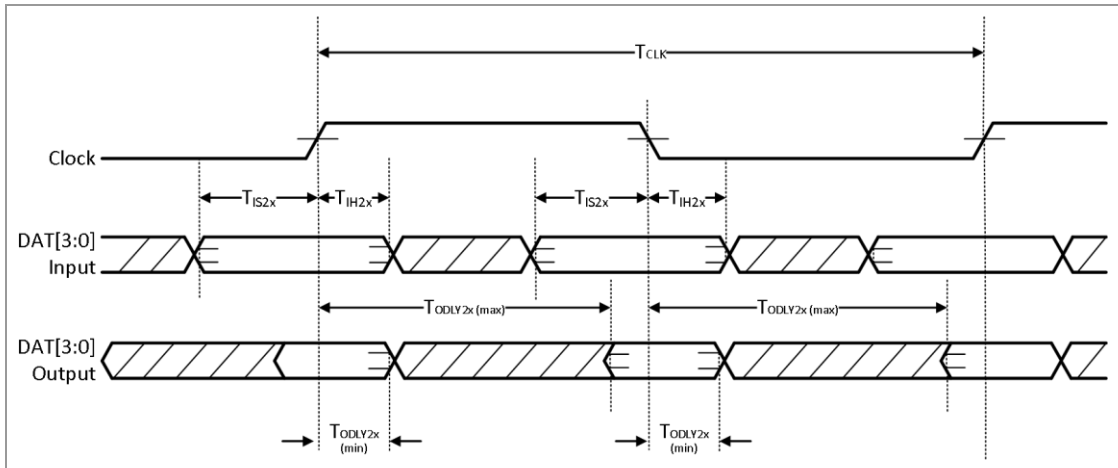 TCLK
Clock
TIS2x TIH2x TIS2x TIH2x
DAT[3:0]
Input
TODLY2x (max) TODLY2x (max)
DAT[3:0]
Output
TODLY2x TODLY2x
(min) (min)